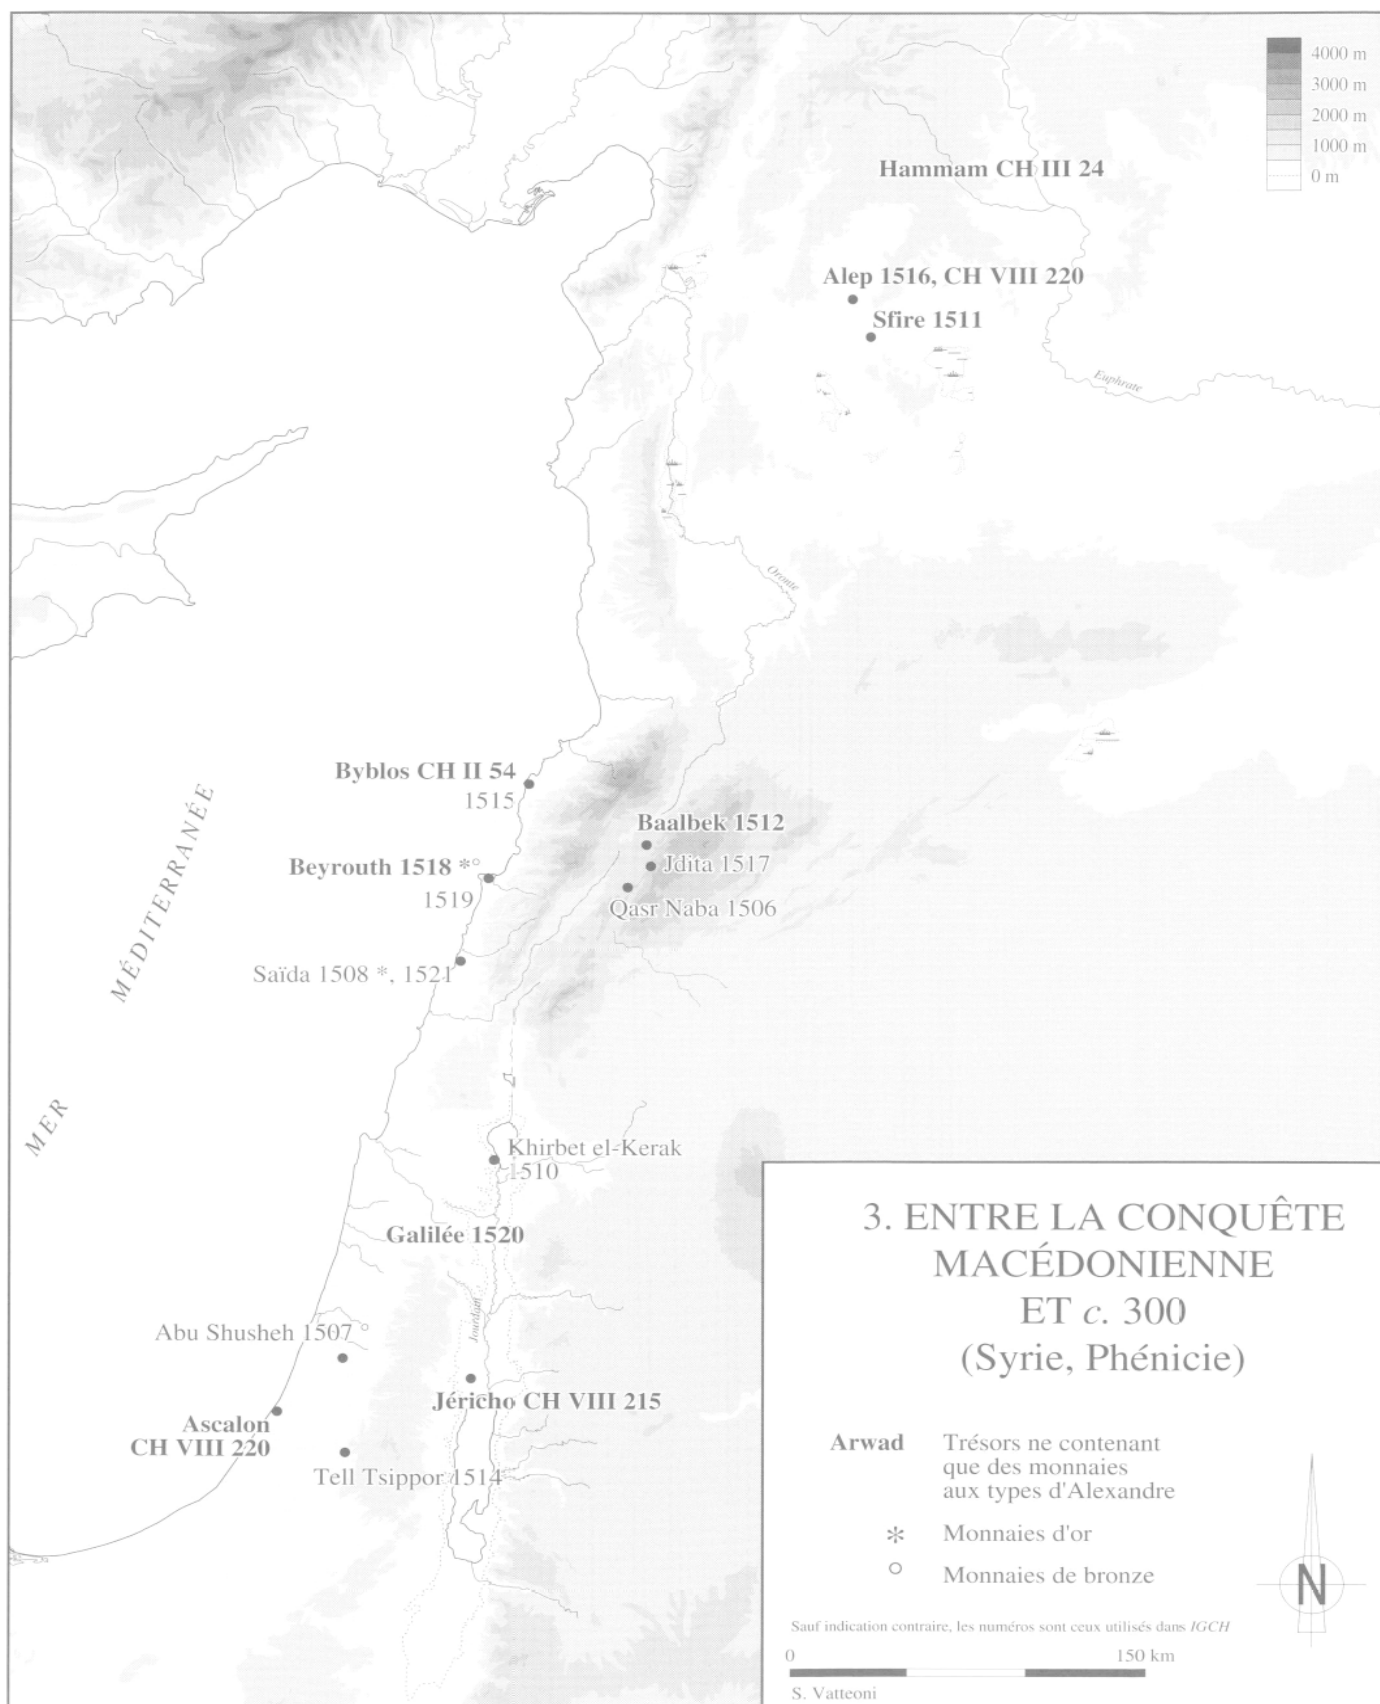 4000 m
3000 m
2000 m
1000 m
0 m
Hammam CH III 24
Alep 1516, CH VIII 220
Sfire 1511
Euphrate
Oronte
Byblos CH II 54
1515
Baalbek 1512
Jdita 1517
Qasr Naba 1506
Beyrouth 1518 *°
1519
Saïda 1508 *, 1521
MER MÉDITERRANÉE
Khirbet el-Kerak
1510
Galilée 1520
Jourdain
Abu Shusheh 1507 °
Jéricho CH VIII 215
Ascalon
CH VIII 220
Tell Tsippor 1514
3. ENTRE LA CONQUÊTE
MACÉDONIENNE
ET c. 300
(Syrie, Phénicie)
Arwad Trésors ne contenant
que des monnaies
aux types d'Alexandre
* Monnaies d'or
° Monnaies de bronze
N
Sauf indication contraire, les numéros sont ceux utilisés dans IGCH
0 150 km
S. Vatteoni